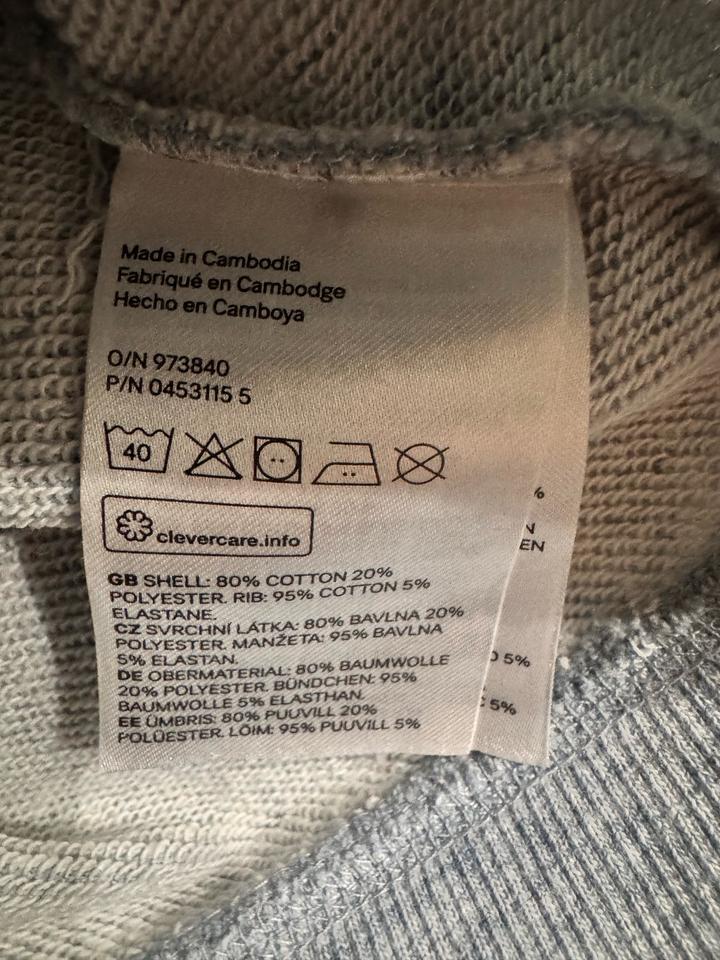 Made in Cambodia
Fabriqué en Cambodge
Hecho en Camboya
O/N 973840
P/N 0453115 5
40
clevercare.info
GB SHELL: 80% COTTON 20%
POLYESTER. RIB: 95% COTTON 5%
ELASTANE.
CZ SVRCHNÍ LÁTKA: 80% BAVLNA 20%
POLYESTER. MANŽETA: 95% BAVLNA
5% ELASTAN.
DE OBERMATERIAL: 80% BAUMWOLLE
20% POLYESTER. BÜNDCHEN: 95%
BAUMWOLLE 5% ELASTHAN.
EE ÜMBRIS: 80% PUUVILL 20%
POLÜESTER. LÕIM: 95% PUUVILL 5%
%
N
EN
5%
5%